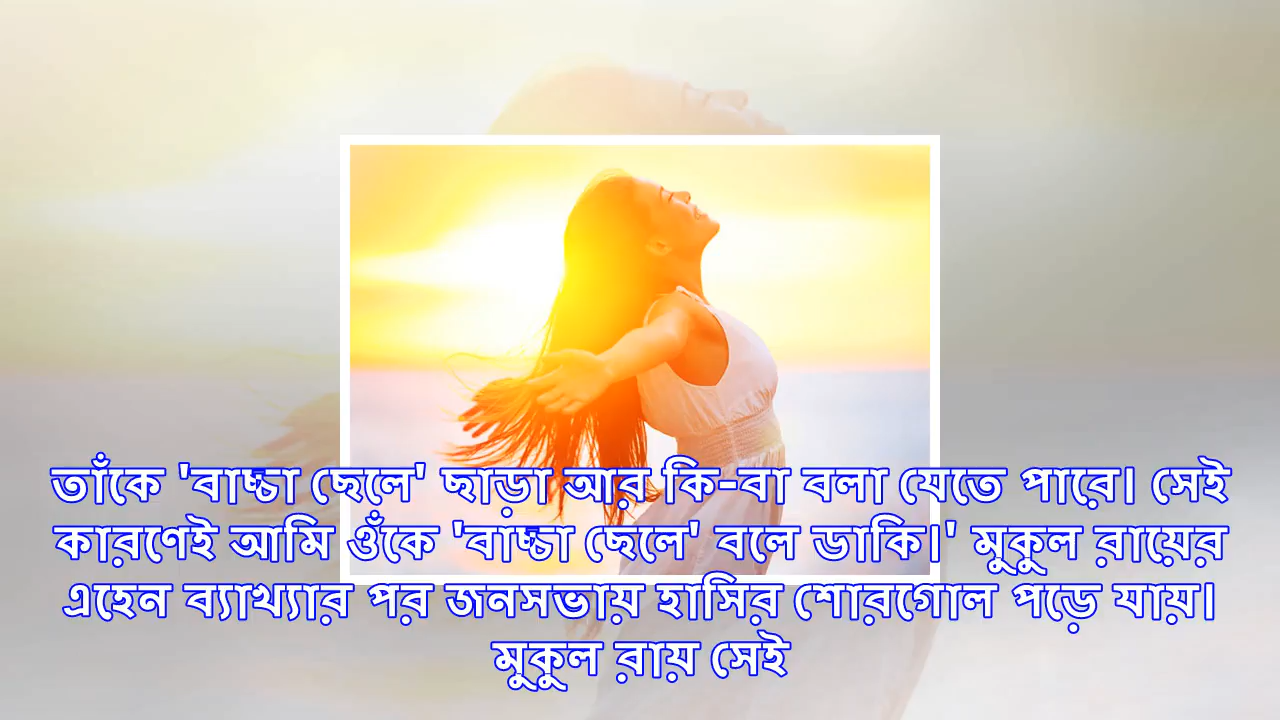 তাঁকে 'বাচ্চা ছেলে' ছাড়া আর কি-বা বলা যেতে পারে। সেই
কারণেই আমি ওঁকে 'বাচ্চা ছেলে' বলে ডাকি।' মুকুল রায়ের
এহেন ব্যাখ্যার পর জনসভায় হাসির শোরগোল পড়ে যায়।
মুকুল রায় সেই